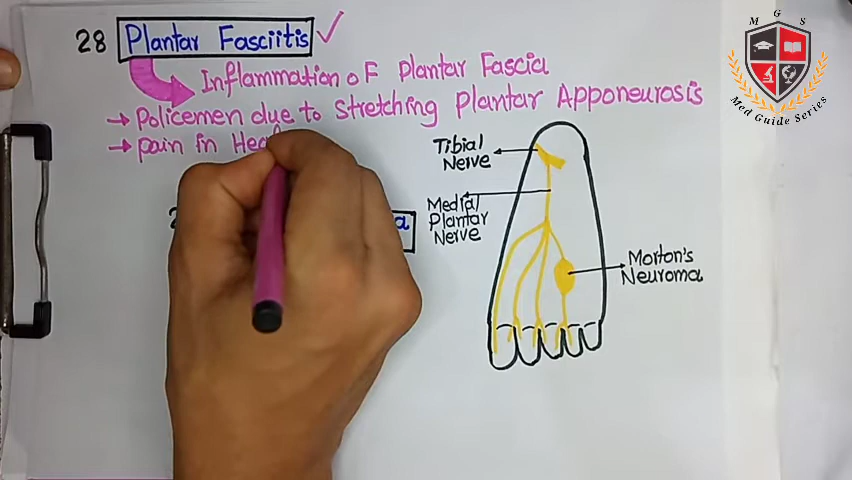 28 Plantar Fasciitis
Inflammation of Plantar Fascia
Policemen due to stretching Plantar Apponeurosis
pain in Hea
Tibial
Nerve
Medial
Plantar
Nerve
Morton's
Neuroma
M G S
Med Guide Series